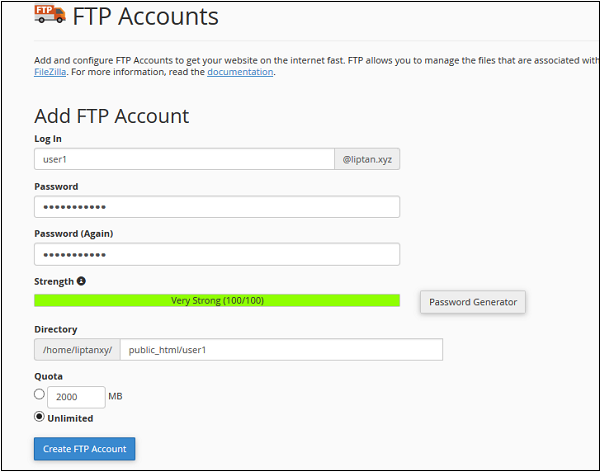 FTP
FTP Accounts
Add and configure FTP Accounts to get your website on the internet fast. FTP allows you to manage the files that are associated with
FileZilla. For more information, read the documentation.
Add FTP Account
Log In
user1 @liptan.xyz
Password
•••••••••••
Password (Again)
•••••••••••
Strength
Very Strong (100/100) Password Generator
Directory
/home/liptanxy/ public_html/user1
Quota
2000 MB
Unlimited
Create FTP Account